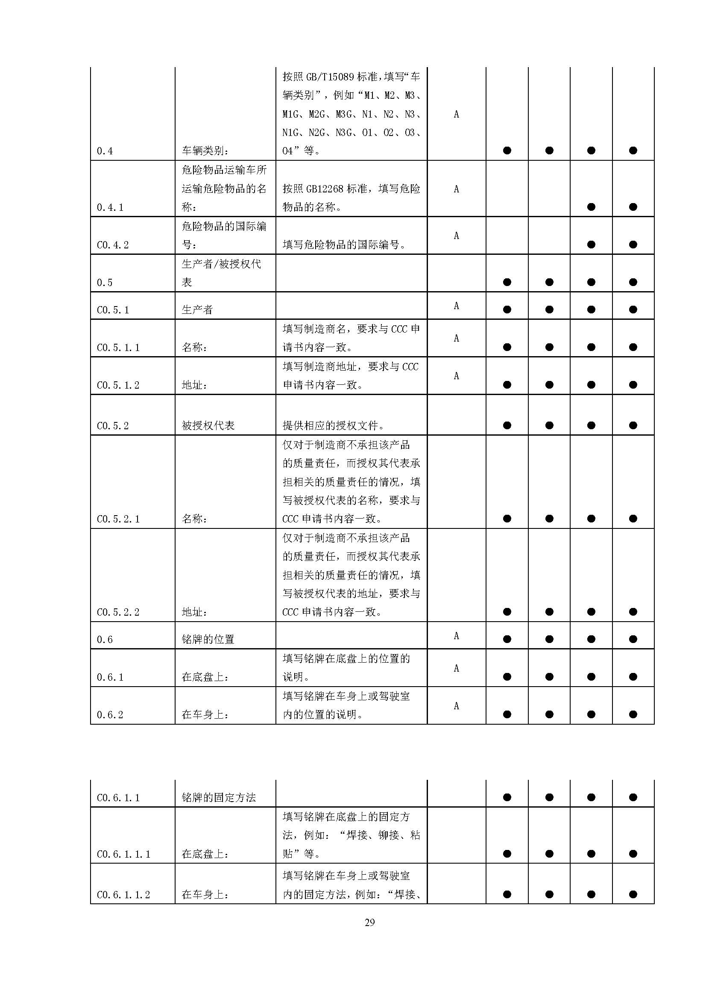 按照 GB/T15089 标准，填写“车
辆类别”，例如“M1、M2、M3、
M1G、M2G、M3G、N1、N2、N3、
A
N1G、N2G、N3G、O1、O2、O3、
0.4 车辆类别： O4”等。 ● ● ● ●
危险物品运输车所
运输危险物品的名 按照 GB12268 标准，填写危险 A
0.4.1 称： 物品的名称。 ● ●
危险物品的国际编
A
C0.4.2 号： 填写危险物品的国际编号。 ● ●
生产者/被授权代
0.5 表 ● ● ● ●
C0.5.1 生产者 A ● ● ● ●
填写制造商名，要求与 CCC 申
A
C0.5.1.1 名称： 请书内容一致。 ● ● ● ●
填写制造商地址，要求与 CCC
A
C0.5.1.2 地址： 申请书内容一致。 ● ● ● ●
C0.5.2 被授权代表 提供相应的授权文件。 ● ● ● ●
仅对于制造商不承担该产品
的质量责任，而授权其代表承
担相关的质量责任的情况，填
写被授权代表的名称，要求与
C0.5.2.1 名称： CCC 申请书内容一致。 ● ● ● ●
仅对于制造商不承担该产品
的质量责任，而授权其代表承
担相关的质量责任的情况，填
写被授权代表的地址，要求与
C0.5.2.2 地址： CCC 申请书内容一致。 ● ● ● ●
0.6 铭牌的位置 A ● ● ● ●
填写铭牌在底盘上的位置的
A
0.6.1 在底盘上： 说明。 ● ● ● ●
填写铭牌在车身上或驾驶室
A
0.6.2 在车身上： 内的位置的说明。 ● ● ● ●
C0.6.1.1 铭牌的固定方法 ● ● ● ●
填写铭牌在底盘上的固定方
法，例如：“焊接、铆接、粘
C0.6.1.1.1 在底盘上： 贴”等。 ● ● ● ●
填写铭牌在车身上或驾驶室
C0.6.1.1.2 在车身上： 内的固定方法，例如：“焊接、 ● ● ● ●
29